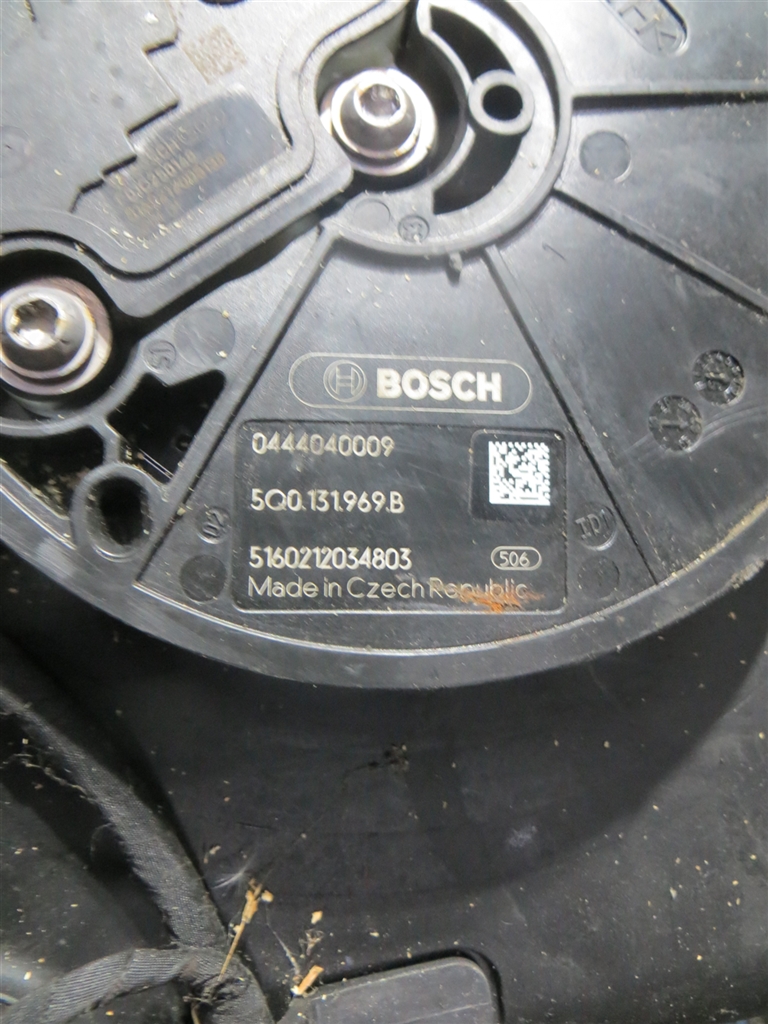 BOSCH
0444040009
5Q0.131.969.B
5160212034803
506
Made in Czech Republic